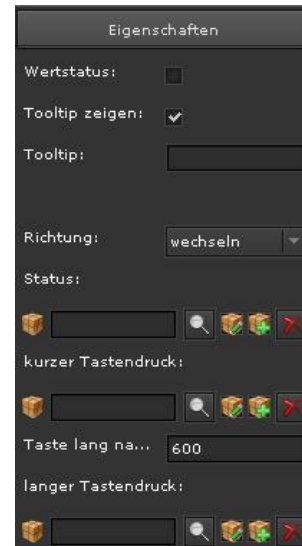 Eigenschaften
Wertstatus:
Tooltip zeigen:
Tooltip:
Richtung: wechseln
Status:
kurzer Tastendruck:
Taste lang na... 600
langer Tastendruck: